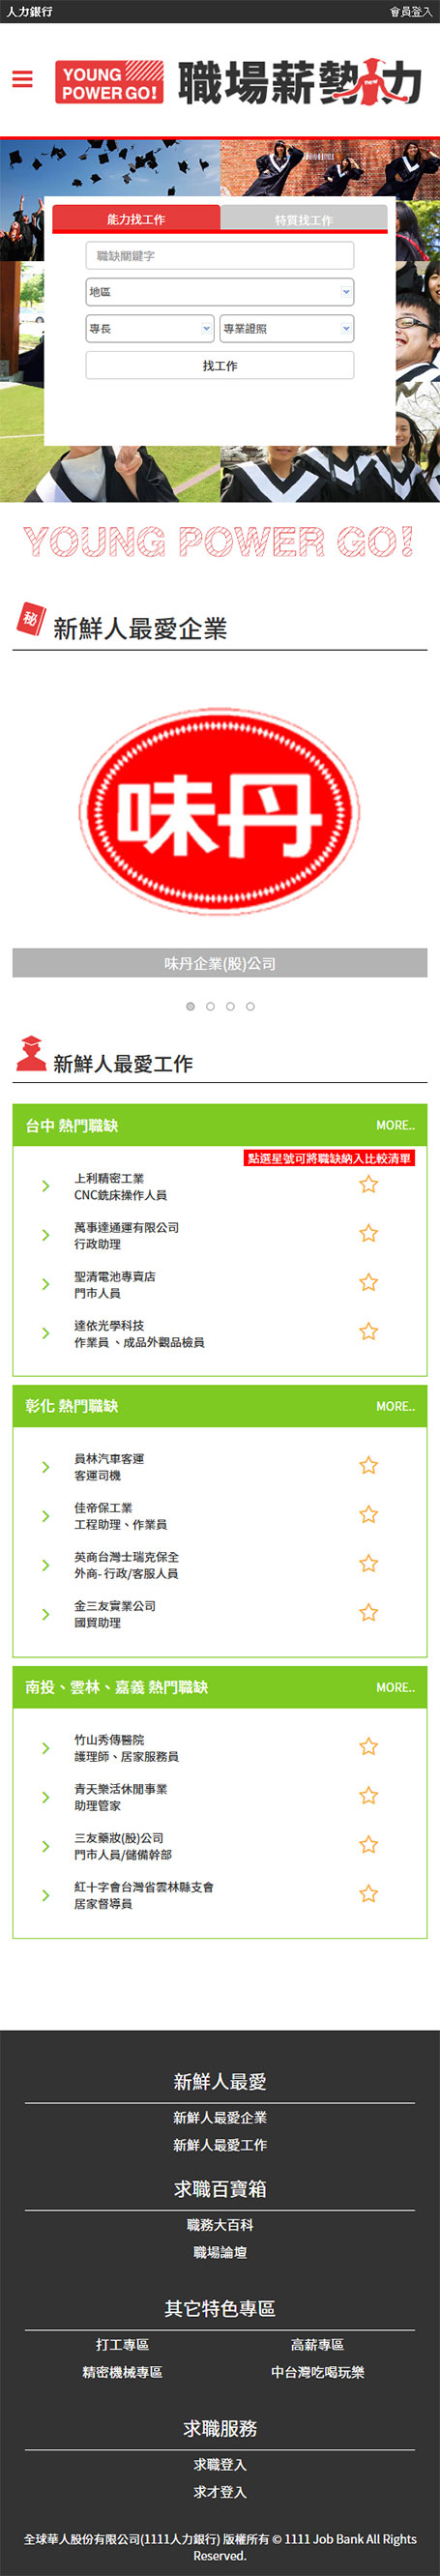 人力銀行
會員登入
YOUNG
POWER GO!
職場薪勢力
能力找工作
特質找工作
職缺關鍵字
地區
專長
專業證照
找工作
YOUNG POWER GO!
秘
新鮮人最愛企業
味丹
味丹企業(股)公司
新鮮人最愛工作
台中 熱門職缺
MORE..
點選星號可將職缺納入比較清單
上利精密工業
CNC銑床操作人員
萬事達通運有限公司
行政助理
聖清電池專賣店
門市人員
達依光學科技
作業員 、成品外觀品檢員
彰化 熱門職缺
MORE..
員林汽車客運
客運司機
佳帝保工業
工程助理、作業員
英商台灣士瑞克保全
外商- 行政/客服人員
金三友實業公司
國貿助理
南投、雲林、嘉義 熱門職缺
MORE..
竹山秀傳醫院
護理師、居家服務員
青天樂活休閒事業
助理管家
三友藥妝(股)公司
門市人員/儲備幹部
紅十字會台灣省雲林縣支會
居家督導員
新鮮人最愛
新鮮人最愛企業
新鮮人最愛工作
求職百寶箱
職務大百科
職場論壇
其它特色專區
打工專區
高薪專區
精密機械專區
中台灣吃喝玩樂
求職服務
求職登入
求才登入
全球華人股份有限公司(1111人力銀行) 版權所有 © 1111 Job Bank All Rights
Reserved.